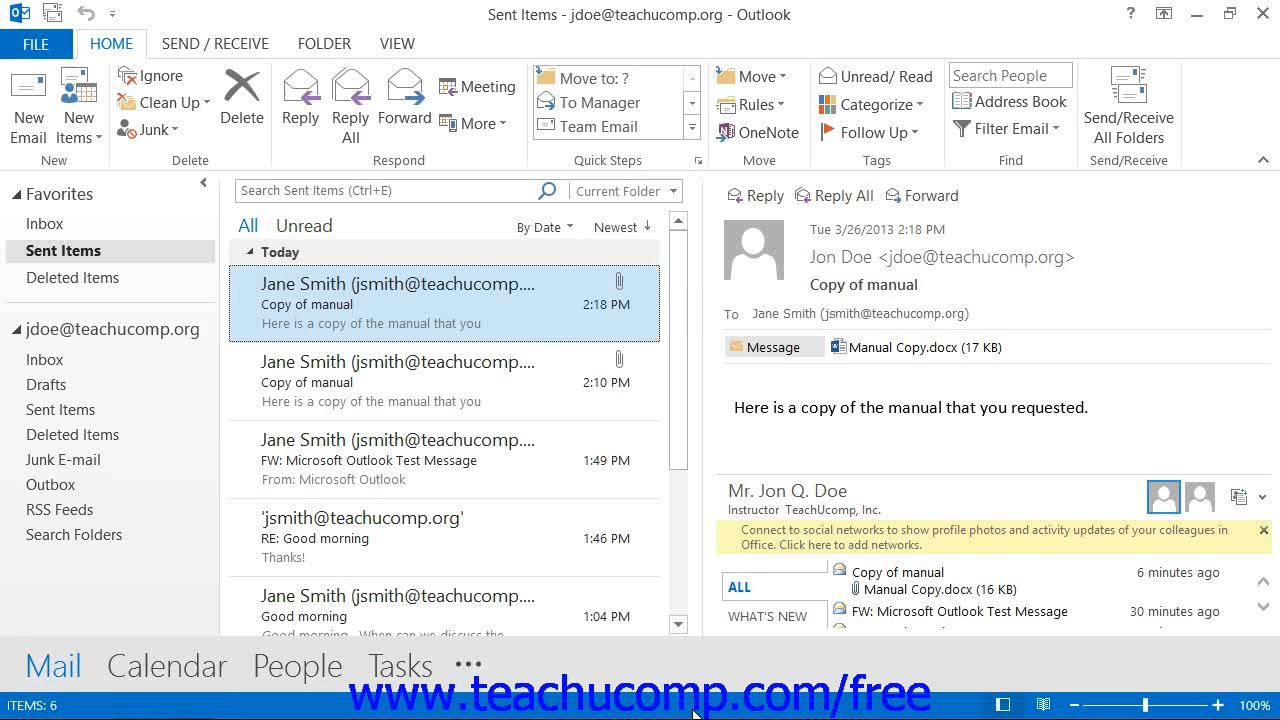 Sent Items - jdoe@teachucomp.org - Outlook
?
FILE HOME SEND / RECEIVE FOLDER VIEW
New Email
New Items
New
Ignore
Clean Up
Junk
Delete
Delete
Reply
Reply All
Forward
Meeting
More
Respond
Move to: ?
To Manager
Team Email
Quick Steps
Move
Rules
OneNote
Move
Unread/ Read
Categorize
Follow Up
Tags
Search People
Address Book
Filter Email
Find
Send/Receive All Folders
Send/Receive
Favorites
Inbox
Sent Items
Deleted Items
jdoe@teachucomp.org
Inbox
Drafts
Sent Items
Deleted Items
Junk E-mail
Outbox
RSS Feeds
Search Folders
Search Sent Items (Ctrl+E) Current Folder
All Unread By Date Newest
Today
Jane Smith (jsmith@teachucomp....
Copy of manual 2:18 PM
Here is a copy of the manual that you
Jane Smith (jsmith@teachucomp....
Copy of manual 2:10 PM
Here is a copy of the manual that you
Jane Smith (jsmith@teachucomp....
FW: Microsoft Outlook Test Message 1:49 PM
From: Microsoft Outlook
'jsmith@teachucomp.org'
RE: Good morning 1:46 PM
Thanks!
Jane Smith (jsmith@teachucomp....
Good morning 1:04 PM
Good morning. When can we discuss the
Reply Reply All Forward
Tue 3/26/2013 2:18 PM
Jon Doe <jdoe@teachucomp.org>
Copy of manual
To Jane Smith (jsmith@teachucomp.org)
Message Manual Copy.docx (17 KB)
Here is a copy of the manual that you requested.
Mr. Jon Q. Doe
Instructor TeachUcomp, Inc.
Connect to social networks to show profile photos and activity updates of your colleagues in
Office. Click here to add networks.
ALL
WHAT'S NEW
Copy of manual 6 minutes ago
Manual Copy.docx (16 KB)
FW: Microsoft Outlook Test Message 30 minutes ago
Mail Calendar People Tasks
www.teachucomp.com/free
ITEMS: 6 100%